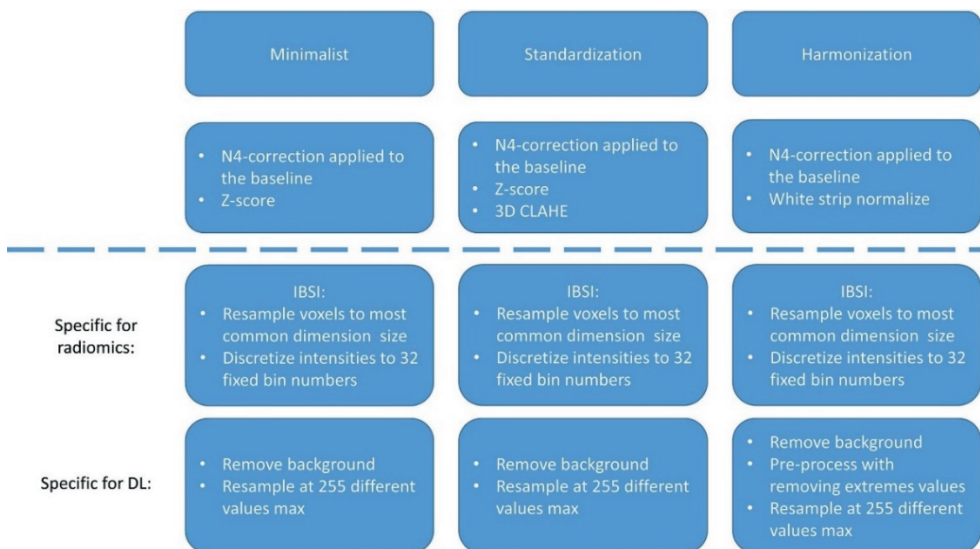 Minimalist
Standardization
Harmonization
• N4-correction applied to
the baseline
• Z-score
• N4-correction applied to
the baseline
• Z-score
• 3D CLAHE
• N4-correction applied to
the baseline
• White strip normalize
Specific for
radiomics:
IBSI:
• Resample voxels to most
common dimension size
• Discretize intensities to 32
fixed bin numbers
IBSI:
• Resample voxels to most
common dimension size
• Discretize intensities to 32
fixed bin numbers
IBSI:
• Resample voxels to most
common dimension size
• Discretize intensities to 32
fixed bin numbers
Specific for DL:
• Remove background
• Resample at 255 different
values max
• Remove background
• Resample at 255 different
values max
• Remove background
• Pre-process with
removing extremes values
• Resample at 255 different
values max